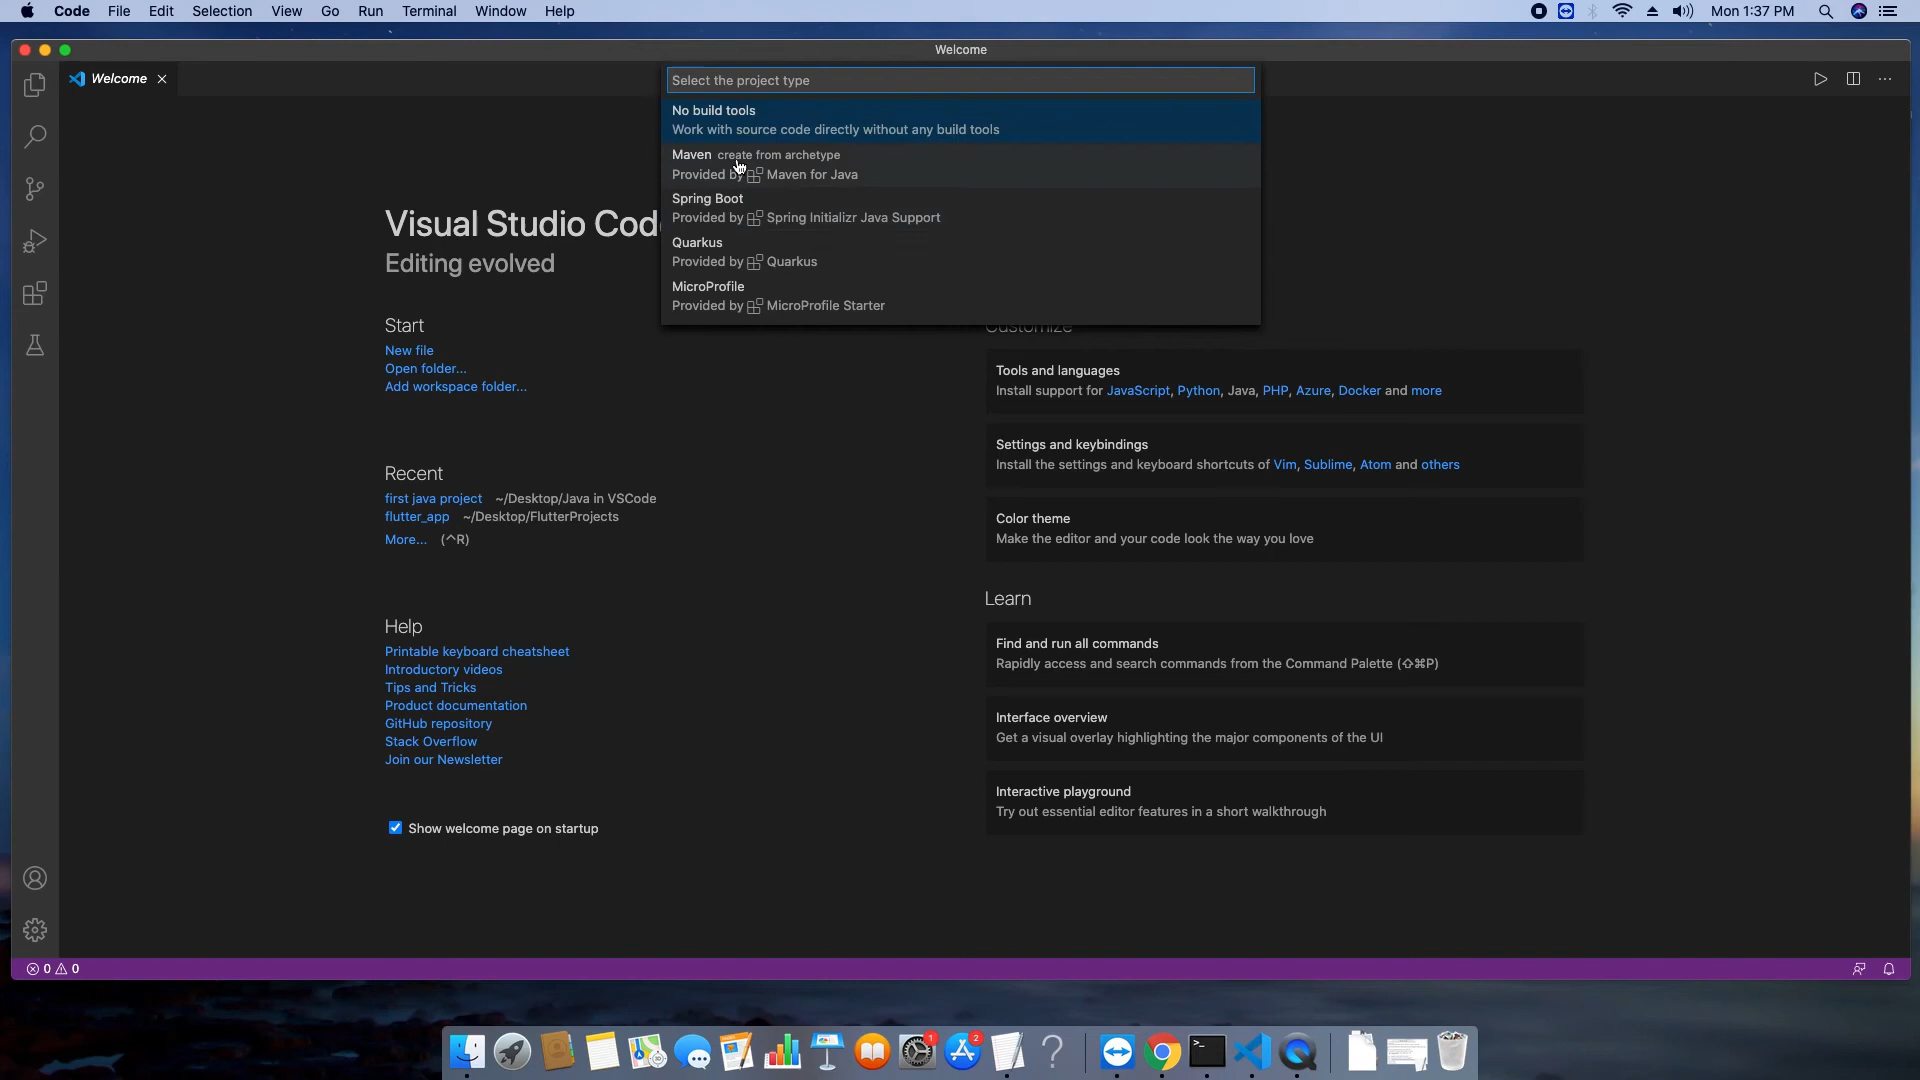 Code File Edit Selection View Go Run Terminal Window Help
Mon 1:37 PM
Welcome
Welcome
Select the project type
No build tools
Work with source code directly without any build tools
Maven create from archetype
Provided by Maven for Java
Spring Boot
Provided by Spring Initializr Java Support
Quarkus
Provided by Quarkus
MicroProfile
Provided by MicroProfile Starter
Visual Studio Cod
Editing evolved
Start
New file
Open folder...
Add workspace folder...
Recent
first java project ~/Desktop/Java in VSCode
flutter_app ~/Desktop/FlutterProjects
More... (^R)
Help
Printable keyboard cheatsheet
Introductory videos
Tips and Tricks
Product documentation
GitHub repository
Stack Overflow
Join our Newsletter
Show welcome page on startup
Customize
Tools and languages
Install support for JavaScript, Python, Java, PHP, Azure, Docker and more
Settings and keybindings
Install the settings and keyboard shortcuts of Vim, Sublime, Atom and others
Color theme
Make the editor and your code look the way you love
Learn
Find and run all commands
Rapidly access and search commands from the Command Palette (⇧⌘P)
Interface overview
Get a visual overlay highlighting the major components of the UI
Interactive playground
Try out essential editor features in a short walkthrough
0 0
1
2